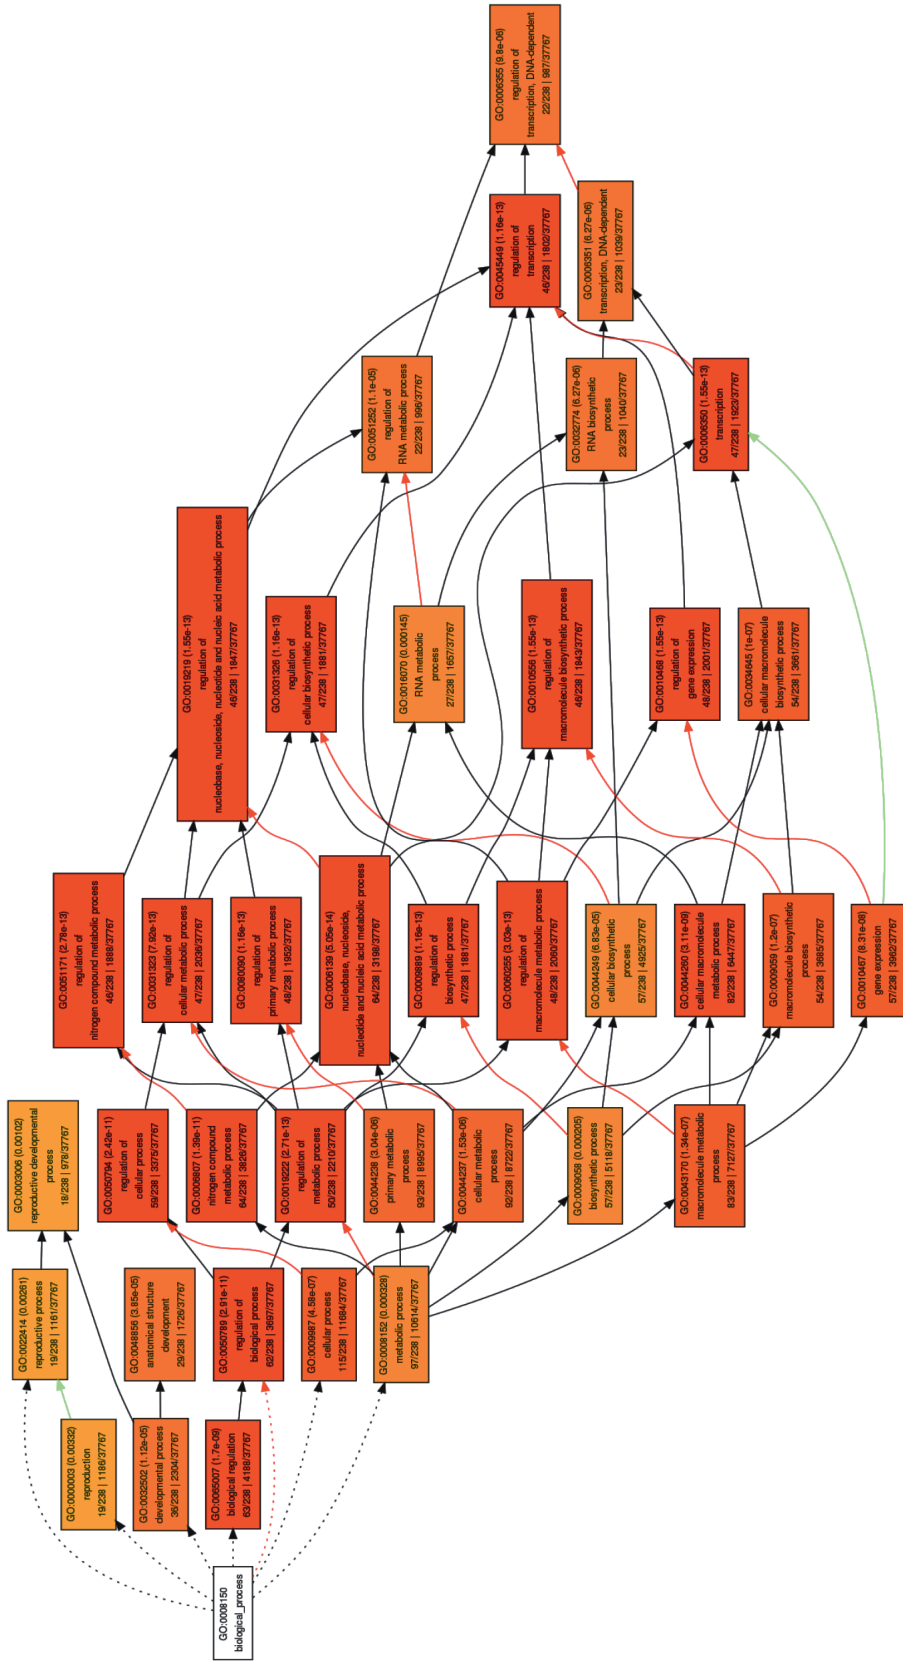 GO:0008150
biological_process
GO:0000003 (0.00332)
reproduction
19/238 | 1186/37767
GO:0032502 (1.12e-05)
developmental process
36/238 | 2304/37767
GO:0065007 (1.7e-09)
biological regulation
63/238 | 4188/37767
GO:0022414 (0.00261)
reproductive process
19/238 | 1161/37767
GO:0048856 (3.85e-05)
anatomical structure
development
29/238 | 1726/37767
GO:0050789 (2.91e-11)
regulation of
biological process
62/238 | 3697/37767
GO:0009987 (4.58e-07)
cellular process
115/238 | 11684/37767
GO:0008152 (0.000328)
metabolic process
97/238 | 10614/37767
GO:0003006 (0.00102)
reproductive developmental
process
18/238 | 978/37767
GO:0050794 (2.42e-11)
regulation of
cellular process
59/238 | 3375/37767
GO:0006807 (1.39e-11)
nitrogen compound
metabolic process
64/238 | 3826/37767
GO:0019222 (2.71e-13)
regulation of
metabolic process
50/238 | 2210/37767
GO:0044238 (3.04e-06)
primary metabolic
process
93/238 | 8995/37767
GO:0044237 (1.53e-06)
cellular metabolic
process
92/238 | 8722/37767
GO:0009058 (0.000205)
biosynthetic process
57/238 | 5118/37767
GO:0043170 (1.34e-07)
macromolecule metabolic
process
83/238 | 7127/37767
GO:0051171 (2.78e-13)
regulation of
nitrogen compound metabolic process
46/238 | 1888/37767
GO:0031323 (7.92e-13)
regulation of
cellular metabolic process
47/238 | 2036/37767
GO:0080090 (1.16e-13)
regulation of
primary metabolic process
48/238 | 1952/37767
GO:0006139 (5.05e-14)
nucleobase, nucleoside,
nucleotide and nucleic acid metabolic process
64/238 | 3198/37767
GO:0009889 (1.16e-13)
regulation of
biosynthetic process
47/238 | 1881/37767
GO:0060255 (3.03e-13)
regulation of
macromolecule metabolic process
48/238 | 2060/37767
GO:0044249 (6.83e-05)
cellular biosynthetic
process
57/238 | 4925/37767
GO:0044260 (3.11e-09)
cellular macromolecule
metabolic process
82/238 | 6447/37767
GO:0009059 (1.2e-07)
macromolecule biosynthetic
process
54/238 | 3685/37767
GO:0010467 (8.31e-08)
gene expression
57/238 | 3962/37767
GO:0019219 (1.55e-13)
regulation of
nucleobase, nucleoside, nucleotide and nucleic acid metabolic process
46/238 | 1847/37767
GO:0031326 (1.16e-13)
regulation of
cellular biosynthetic process
47/238 | 1881/37767
GO:0016070 (0.000145)
RNA metabolic
process
27/238 | 1657/37767
GO:0010556 (1.55e-13)
regulation of
macromolecule biosynthetic process
46/238 | 1843/37767
GO:0010468 (1.55e-13)
regulation of
gene expression
48/238 | 2001/37767
GO:0034645 (1e-07)
cellular macromolecule
biosynthetic process
54/238 | 3661/37767
GO:0051252 (1.1e-05)
regulation of
RNA metabolic process
22/238 | 996/37767
GO:0032774 (6.27e-06)
RNA biosynthetic
process
23/238 | 1040/37767
GO:0006350 (1.55e-13)
transcription
47/238 | 1923/37767
GO:0045449 (1.16e-13)
regulation of
transcription
46/238 | 1802/37767
GO:0006351 (6.27e-06)
transcription, DNA-dependent
23/238 | 1039/37767
GO:0006355 (9.8e-06)
regulation of
transcription, DNA-dependent
22/238 | 987/37767